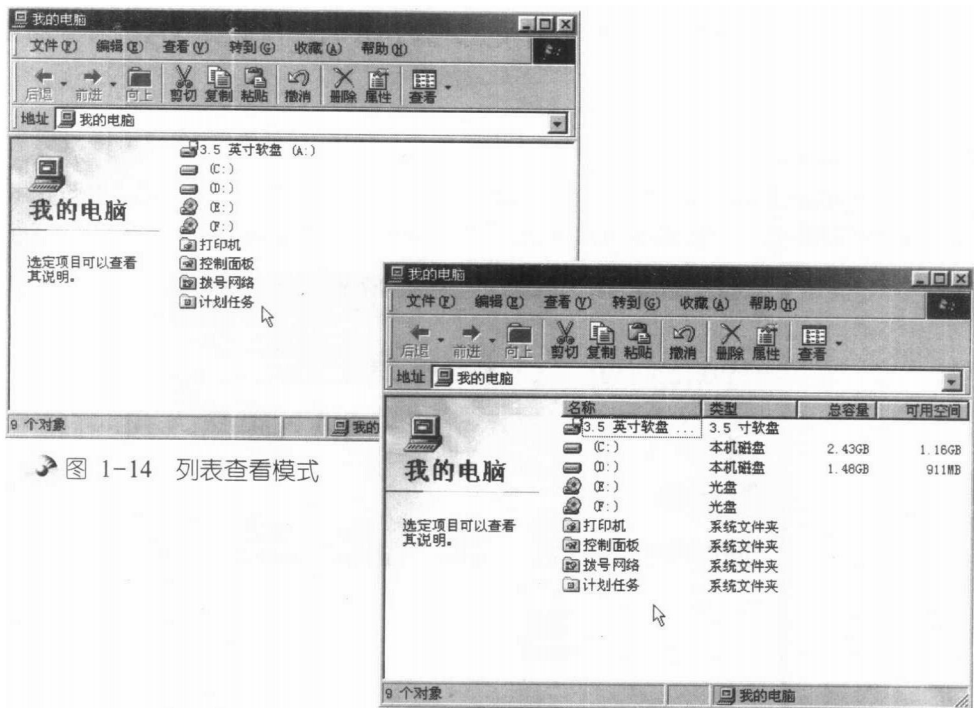 我的电脑
文件(F) 编辑(E) 查看(V) 转到(G) 收藏(A) 帮助(H)
后退 前进 向上 剪切 复制 粘贴 撤消 删除 属性 查看
地址 我的电脑
3.5 英寸软盘 (A:)
(C:)
(D:)
(E:)
(F:)
打印机
控制面板
拨号网络
计划任务
我的电脑
选定项目可以查看
其说明。
9 个对象 我的
图 1-14 列表查看模式
我的电脑
文件(F) 编辑(E) 查看(V) 转到(G) 收藏(A) 帮助(H)
后退 前进 向上 剪切 复制 粘贴 撤消 删除 属性 查看
地址 我的电脑
名称 类型 总容量 可用空间
3.5 英寸软盘 ... 3.5 寸软盘
(C:) 本机磁盘 2.43GB 1.16GB
(D:) 本机磁盘 1.48GB 911MB
(E:) 光盘
(F:) 光盘
打印机 系统文件夹
控制面板 系统文件夹
拨号网络 系统文件夹
计划任务 系统文件夹
我的电脑
选定项目可以查看
其说明。
9 个对象 我的电脑